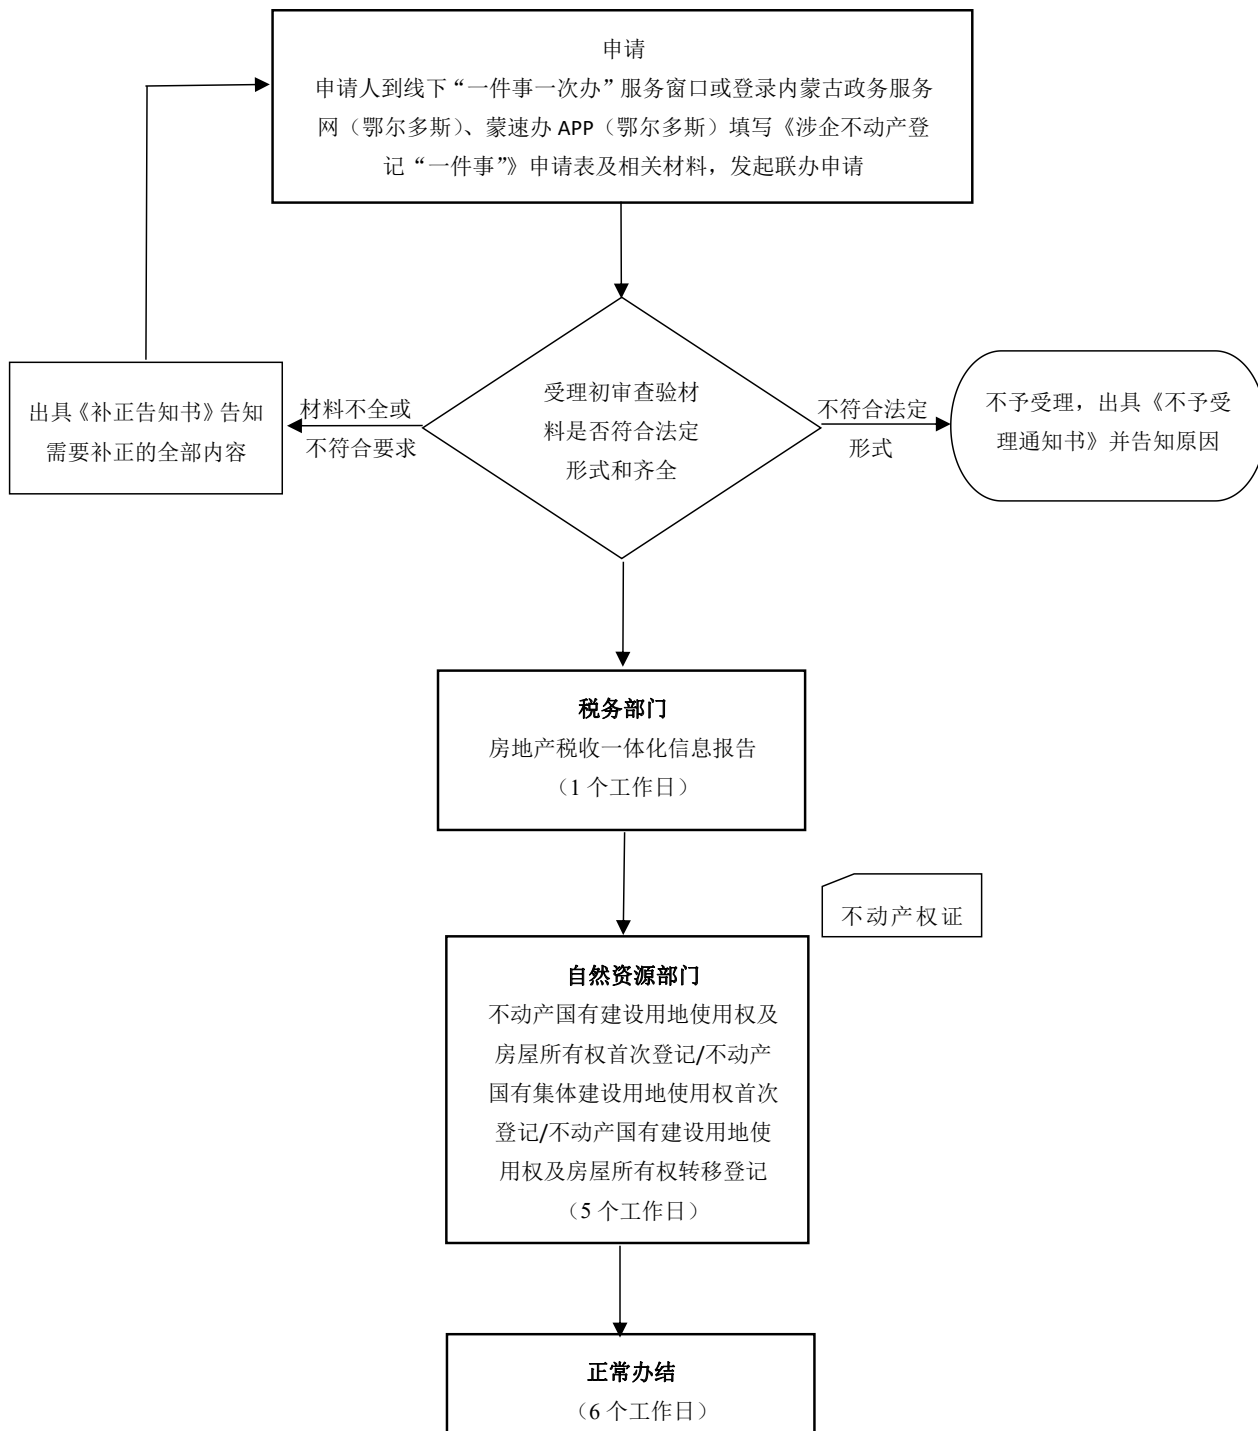 申请
申请人到线下“一件事一次办”服务窗口或登录内蒙古政务服务
网（鄂尔多斯）、蒙速办 APP（鄂尔多斯）填写《涉企不动产登
记“一件事”》申请表及相关材料，发起联办申请
出具《补正告知书》告知
需要补正的全部内容
材料不全或
不符合要求
受理初审查验材
料是否符合法定
形式和齐全
不符合法定
形式
不予受理，出具《不予受
理通知书》并告知原因
税务部门
房地产税收一体化信息报告
（1 个工作日）
不动产权证
自然资源部门
不动产国有建设用地使用权及
房屋所有权首次登记/不动产
国有集体建设用地使用权首次
登记/不动产国有建设用地使
用权及房屋所有权转移登记
（5 个工作日）
正常办结
（6 个工作日）